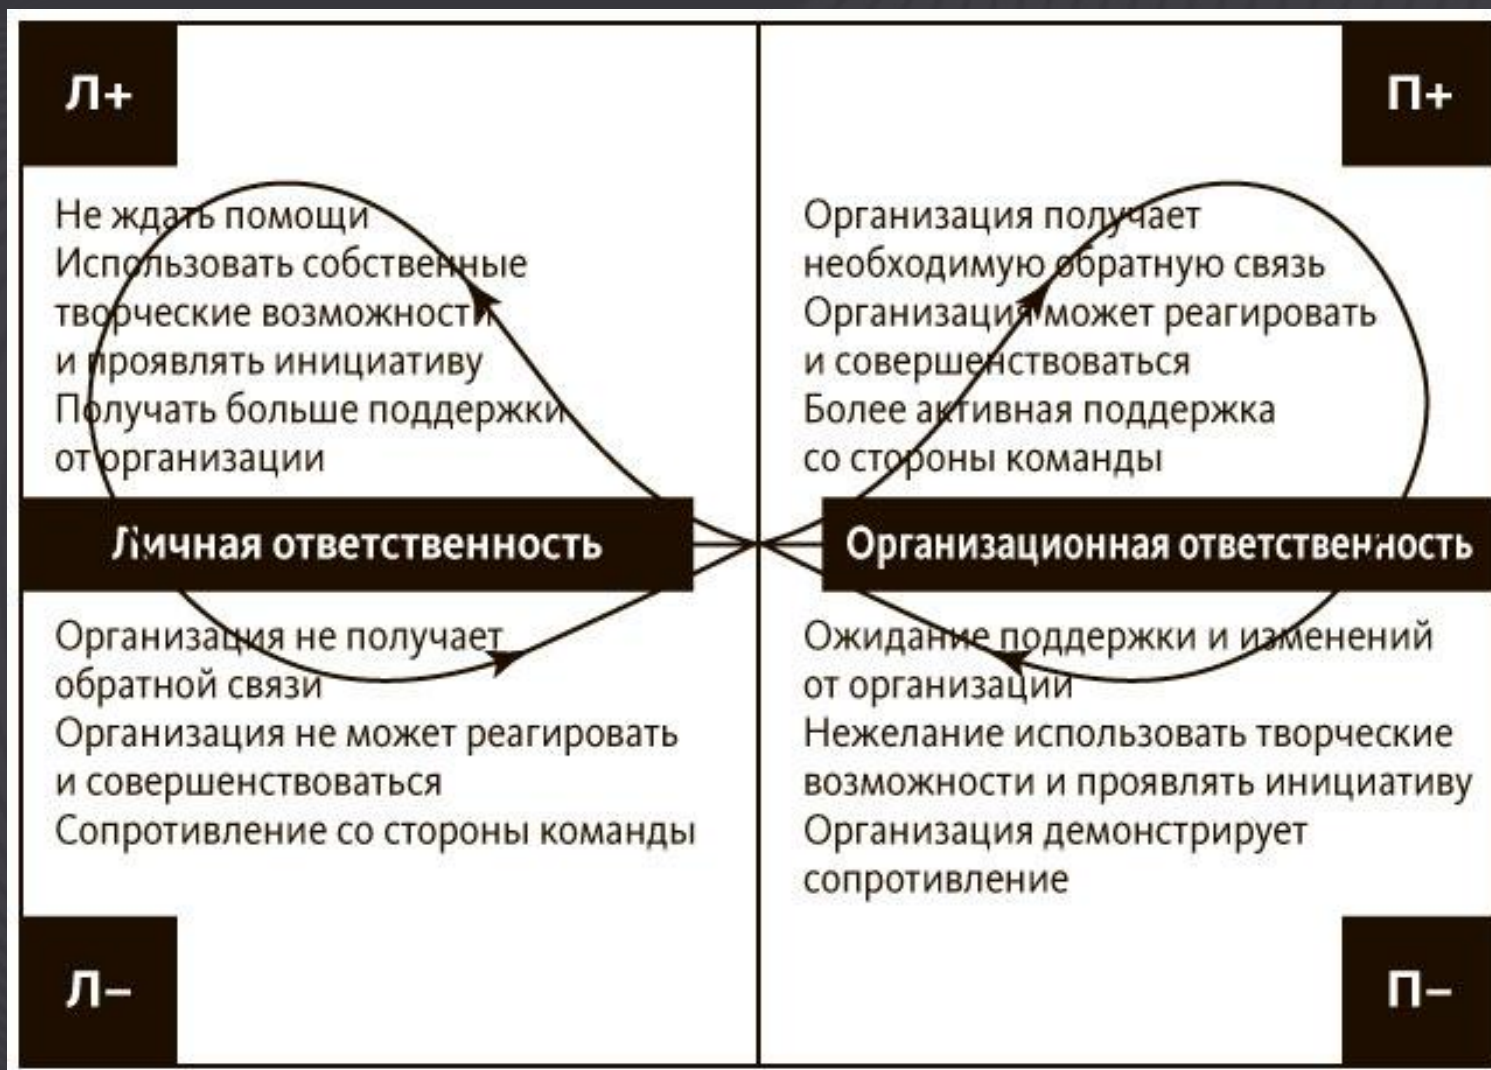 Л+
П+
Не ждать помощи
Использовать собственные
творческие возможности
и проявлять инициативу
Получать больше поддержки
от организации
Организация получает
необходимую обратную связь
Организация может реагировать
и совершенствоваться
Более активная поддержка
со стороны команды
Личная ответственность
Организационная ответственность
Организация не получает
обратной связи
Организация не может реагировать
и совершенствоваться
Сопротивление со стороны команды
Ожидание поддержки и изменений
от организации
Нежелание использовать творческие
возможности и проявлять инициативу
Организация демонстрирует
сопротивление
Л–
П–